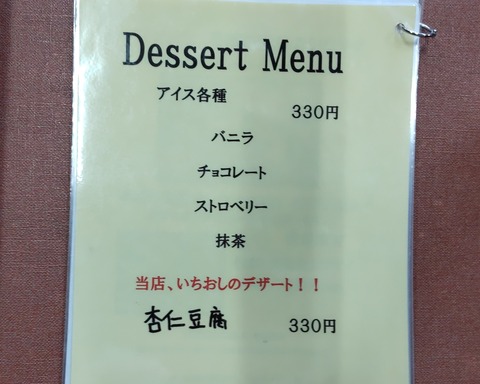 Dessert Menu
アイス各種 330円
バニラ
チョコレート
ストロベリー
抹茶
当店、いちおしのデザート！！
杏仁豆腐 330円